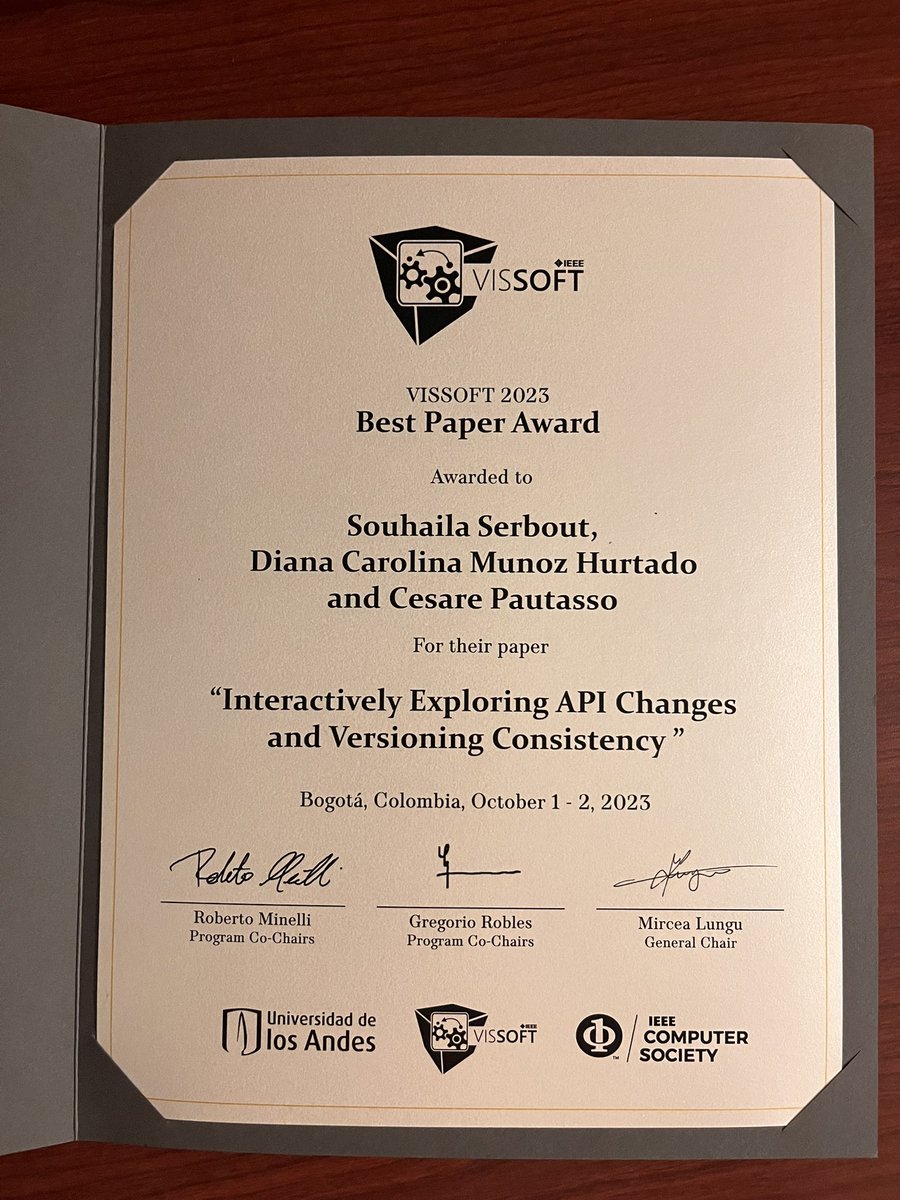 IEEE
VISSOFT
VISSOFT 2023
Best Paper Award
Awarded to
Souhaila Serbout,
Diana Carolina Munoz Hurtado
and Cesare Pautasso
For their paper
“Interactively Exploring API Changes
and Versioning Consistency ”
Bogotá, Colombia, October 1 - 2, 2023
Roberto Minelli
Program Co-Chairs
Gregorio Robles
Program Co-Chairs
Mircea Lungu
General Chair
Universidad de
los Andes
IEEE
VISSOFT
IEEE
COMPUTER
SOCIETY
TM